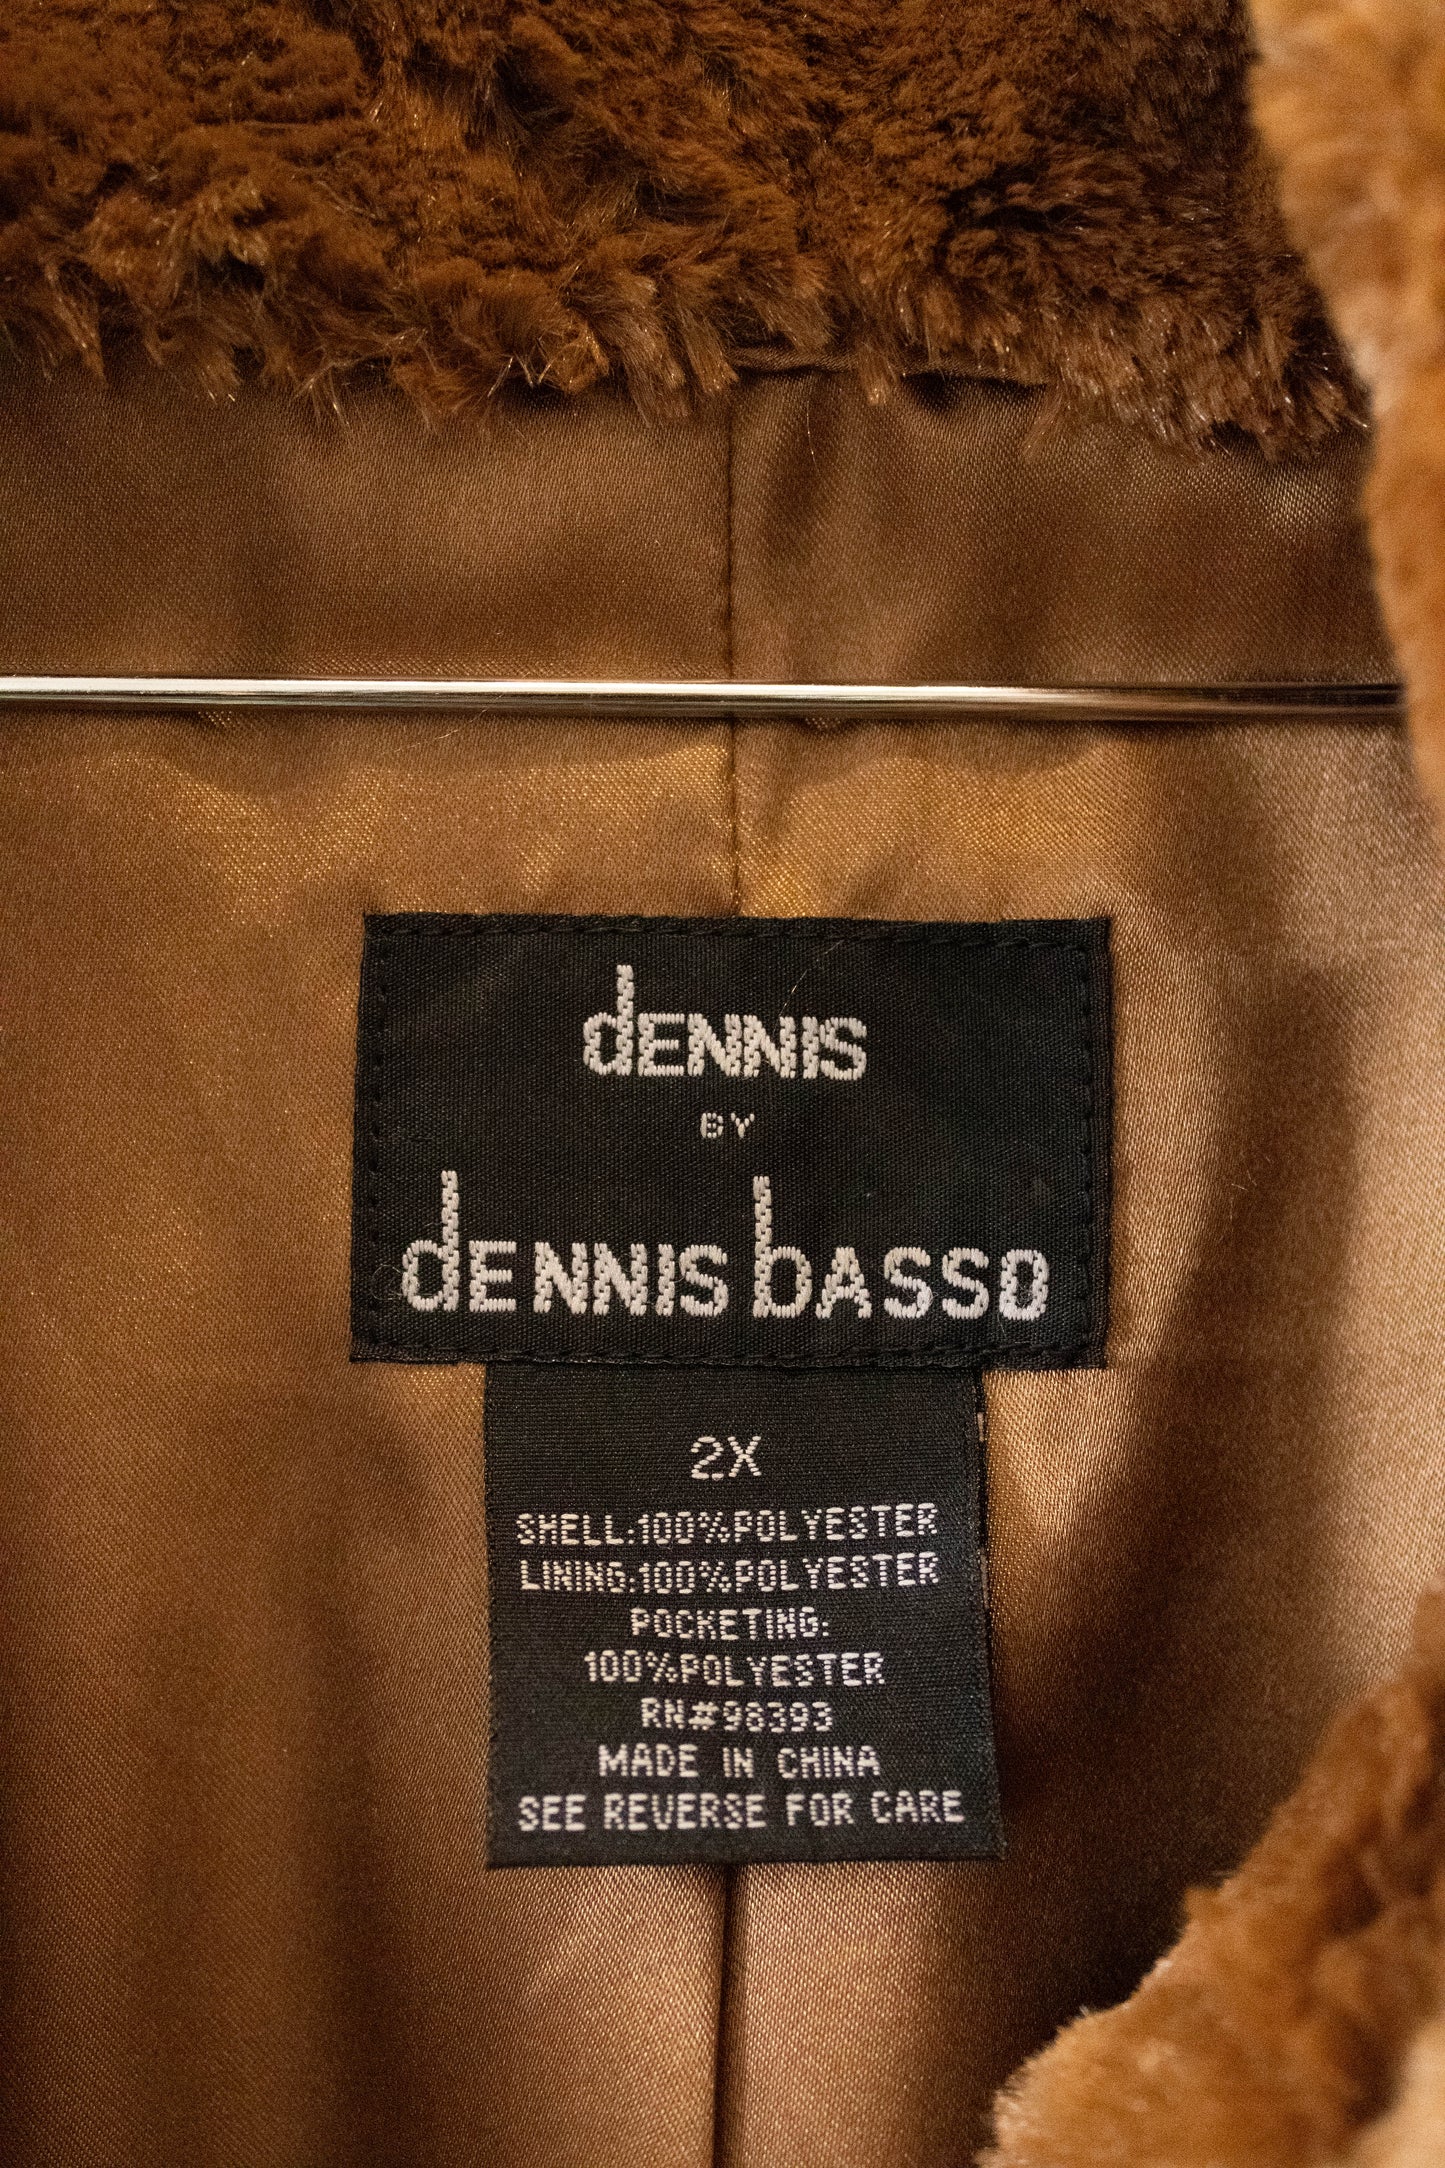 dENNIS
BY
dENNIS bASSO
2X
SHELL:100%POLYESTER
LINING:100%POLYESTER
POCKETING:
100%POLYESTER
RN#98393
MADE IN CHINA
SEE REVERSE FOR CARE